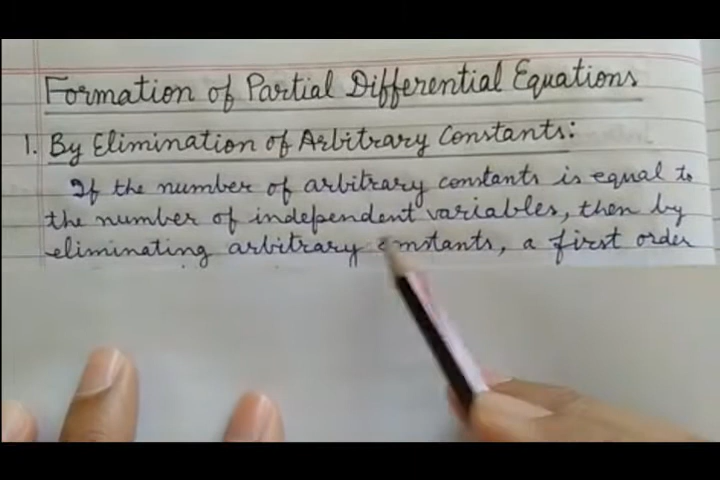 Formation of Partial Differential Equations
1. By Elimination of Arbitrary Constants:
If the number of arbitrary constants is equal to
the number of independent variables, then by
eliminating arbitrary constants, a first order